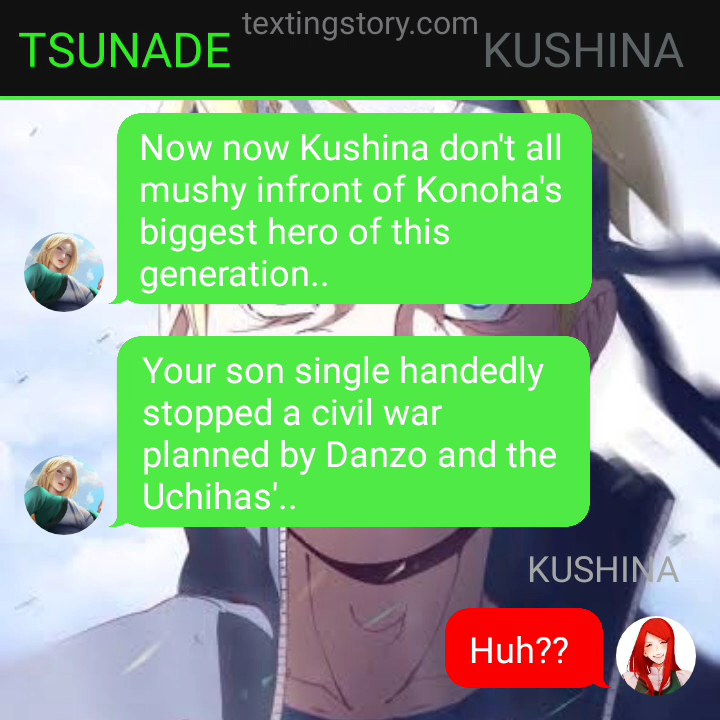 textingstory.com
TSUNADE
KUSHINA
Now now Kushina don't all
mushy infront of Konoha's
biggest hero of this
generation..
Your son single handedly
stopped a civil war
planned by Danzo and the
Uchihas'..
KUSHINA
Huh??